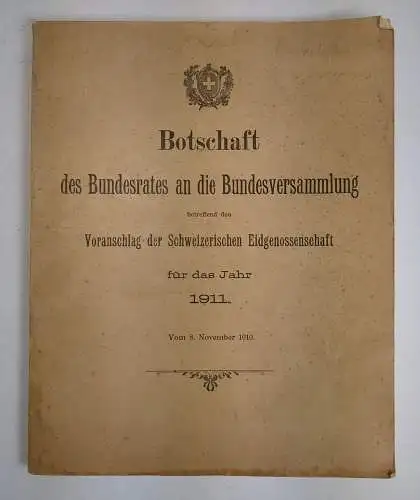 Botschaft
des Bundesrates an die Bundesversammlung
betreffend den
Voranschlag der Schweizerischen Eidgenossenschaft
für das Jahr
1911.
Vom 8. November 1910.